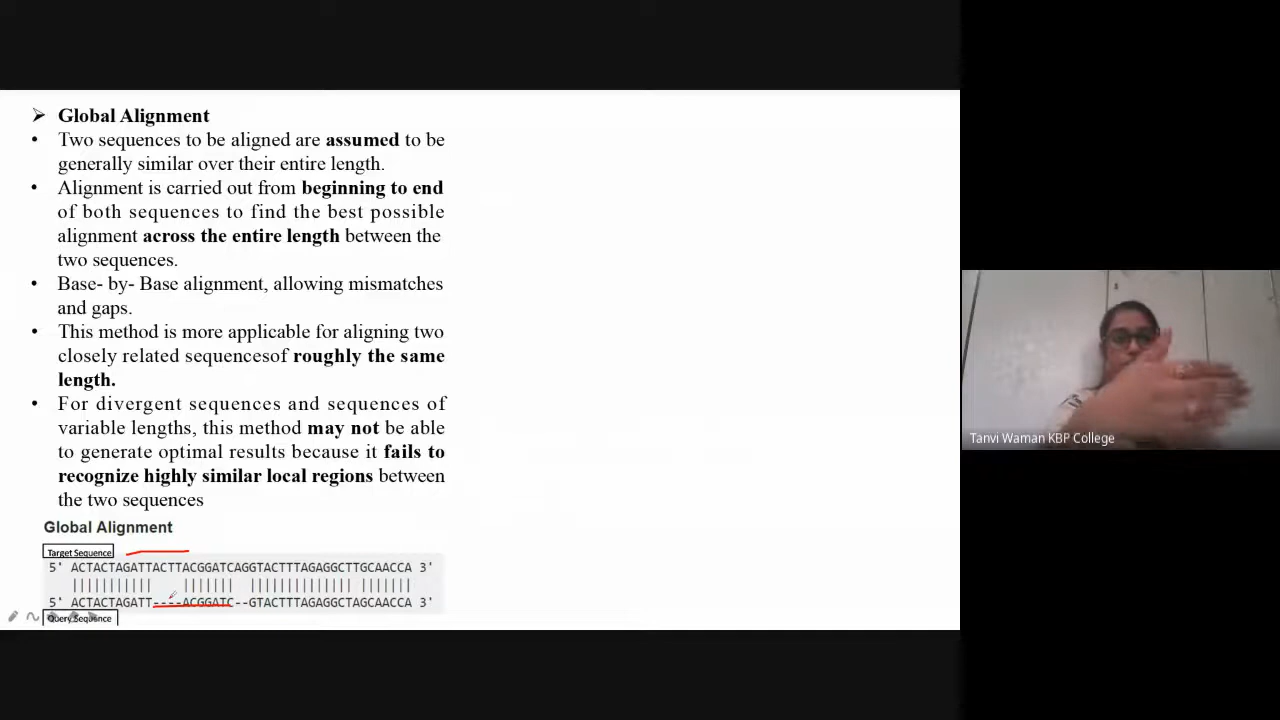 Global Alignment
Two sequences to be aligned are assumed to be
generally similar over their entire length.
Alignment is carried out from beginning to end
of both sequences to find the best possible
alignment across the entire length between the
two sequences.
Base- by- Base alignment, allowing mismatches
and gaps.
This method is more applicable for aligning two
closely related sequencesof roughly the same
length.
For divergent sequences and sequences of
variable lengths, this method may not be able
to generate optimal results because it fails to
recognize highly similar local regions between
the two sequences
Global Alignment
Target Sequence
5' ACTACTAGATTACTTACGGATCAGGTACTTTAGAGGCTTGCAACCA 3'
5' ACTACTAGATT----ACGGATC--GTACTTTAGAGGCTAGCAACCA 3'
Query Sequence
Tanvi Waman KBP College